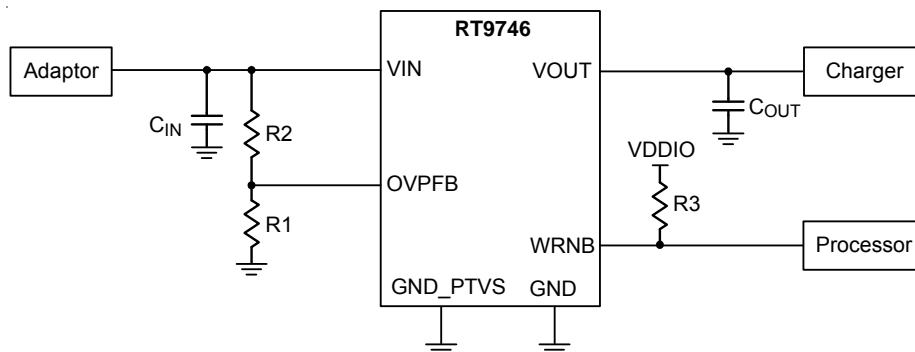 RT9746
Adaptor
VIN
VOUT
Charger
CIN
R2
COUT
VDDIO
OVPFB
R3
R1
WRNB
Processor
GND_PTVS
GND